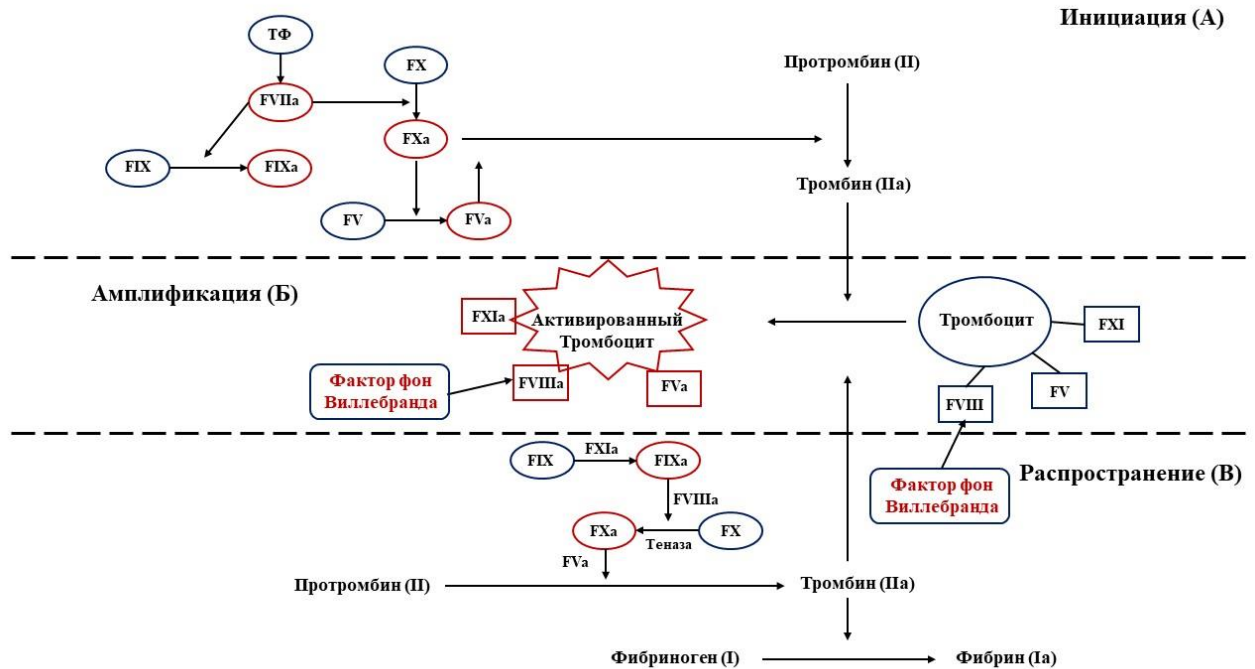 Инициация (А)
ТФ
FX
Протромбин (II)
FVIIa
FXa
FIX
FIXa
Тромбин (IIa)
FV
FVa
Амплификация (Б)
FXIa
Активированный
Тромбоцит
Тромбоцит
FXI
Фактор фон
Виллебранда
FVIIIa
FVa
FVIII
FV
FIX
FXIa
FIXa
Распространение (В)
Фактор фон
Виллебранда
FVIIIa
FXa
Теназа
FX
FVa
Протромбин (II)
Тромбин (IIa)
Фибриноген (I)
Фибрин (Ia)